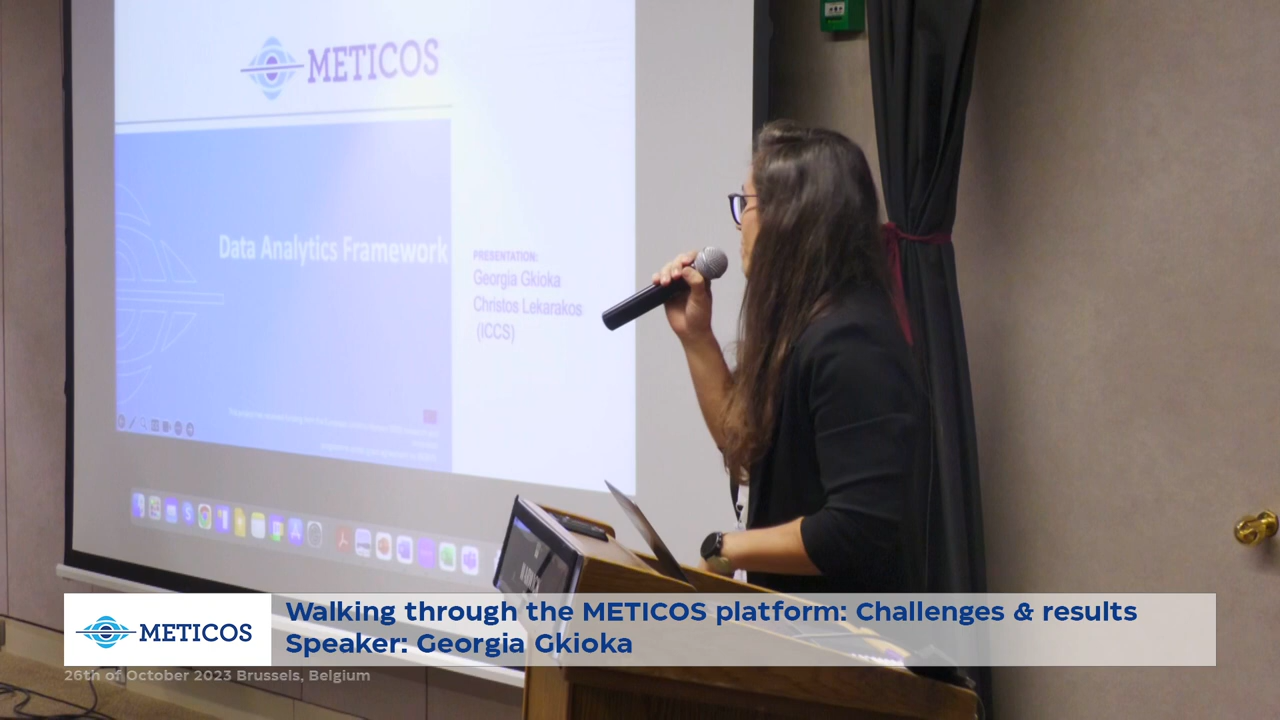 METICOS
Data Analytics Framework
PRESENTATION:
Georgia Gkioka
Christos Lekarakos
(ICCS)
METICOS
Walking through the METICOS platform: Challenges & results
Speaker: Georgia Gkioka
26th of October 2023 Brussels, Belgium